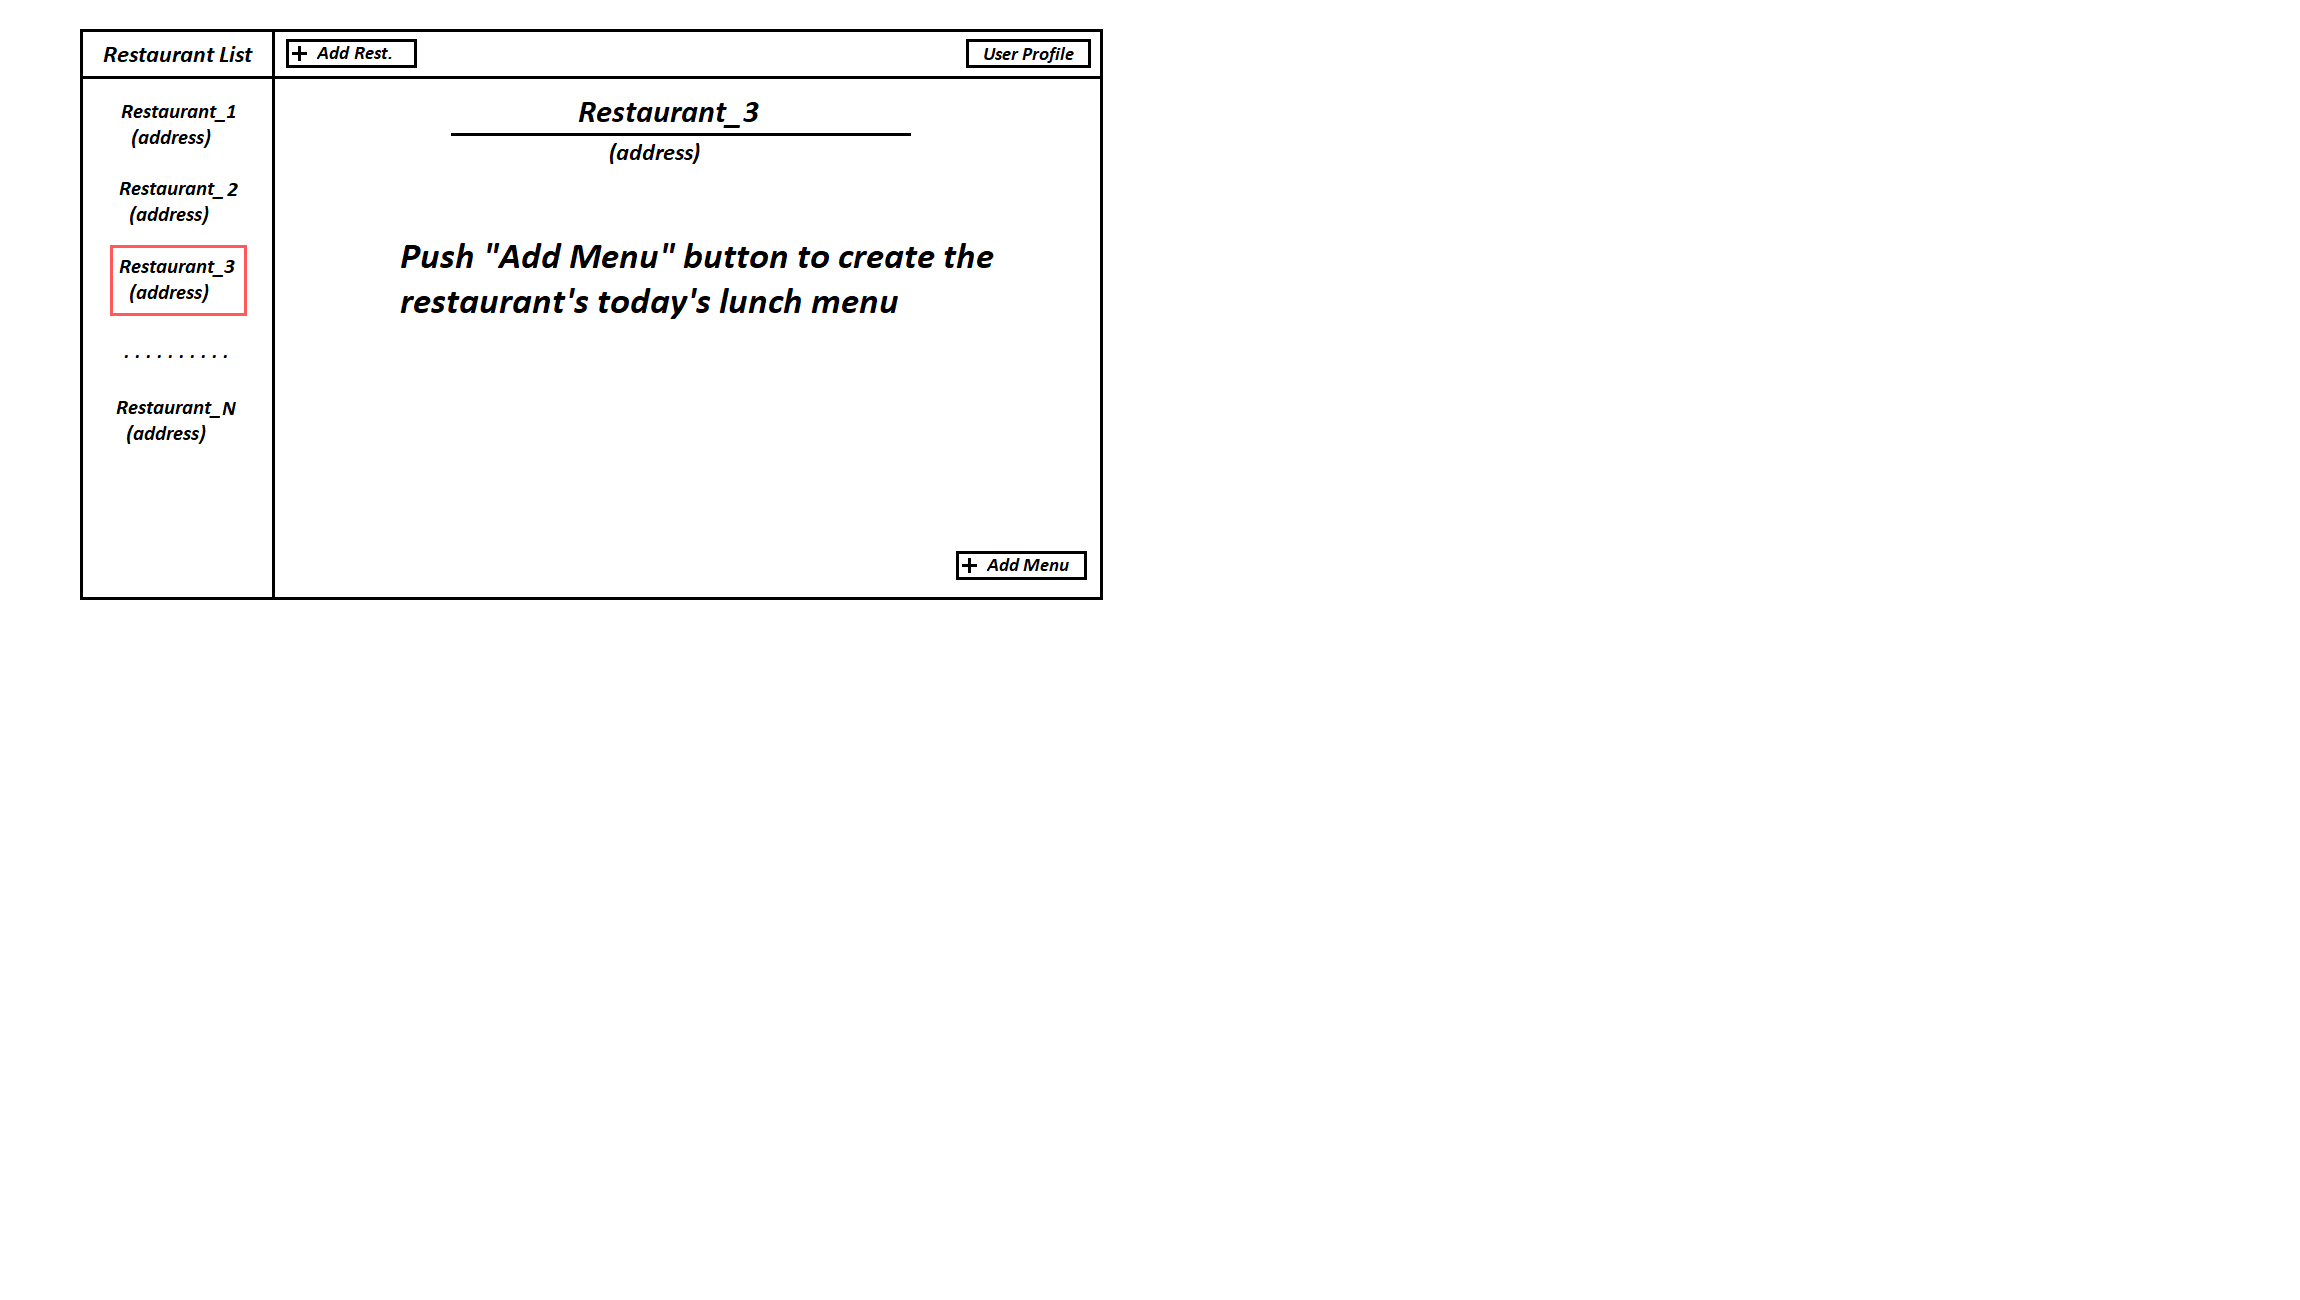 Restaurant List
+ Add Rest.
User Profile
Restaurant_1
(address)
Restaurant_2
(address)
Restaurant_3
(address)
. . . . . . . . . .
Restaurant_N
(address)
Restaurant_3
(address)
Push "Add Menu" button to create the
restaurant's today's lunch menu
+ Add Menu